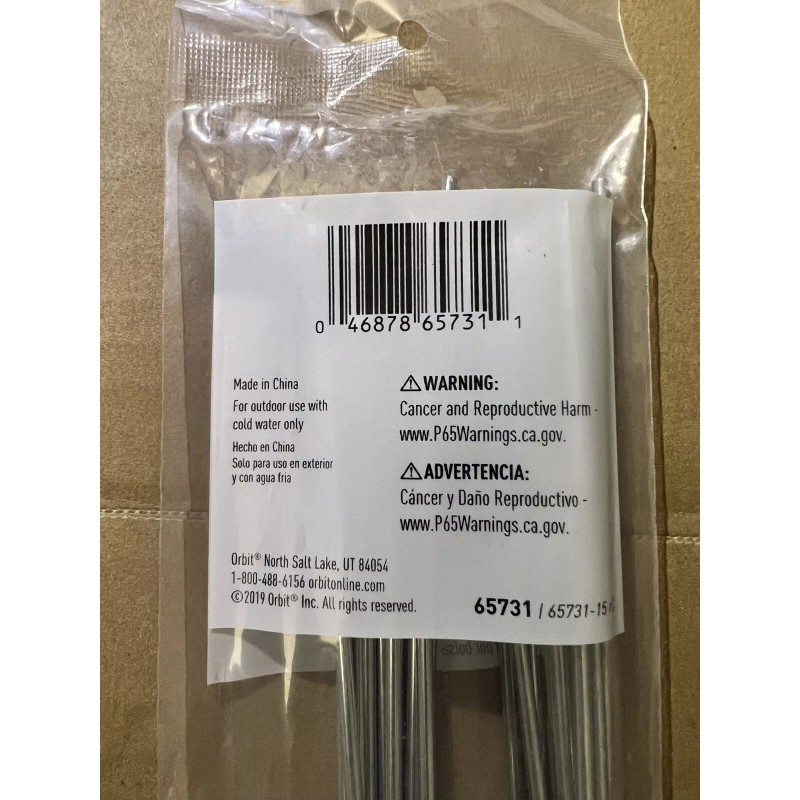 0 46878 65731 1
Made in China
For outdoor use with
cold water only
Hecho en China
Solo para uso en exterior
y con agua fria
⚠WARNING:
Cancer and Reproductive Harm -
www.P65Warnings.ca.gov.
⚠ADVERTENCIA:
Cáncer y Daño Reproductivo -
www.P65Warnings.ca.gov.
Orbit® North Salt Lake, UT 84054
1-800-488-6156 orbitonline.com
©2019 Orbit® Inc. All rights reserved.
65731 / 65731-15